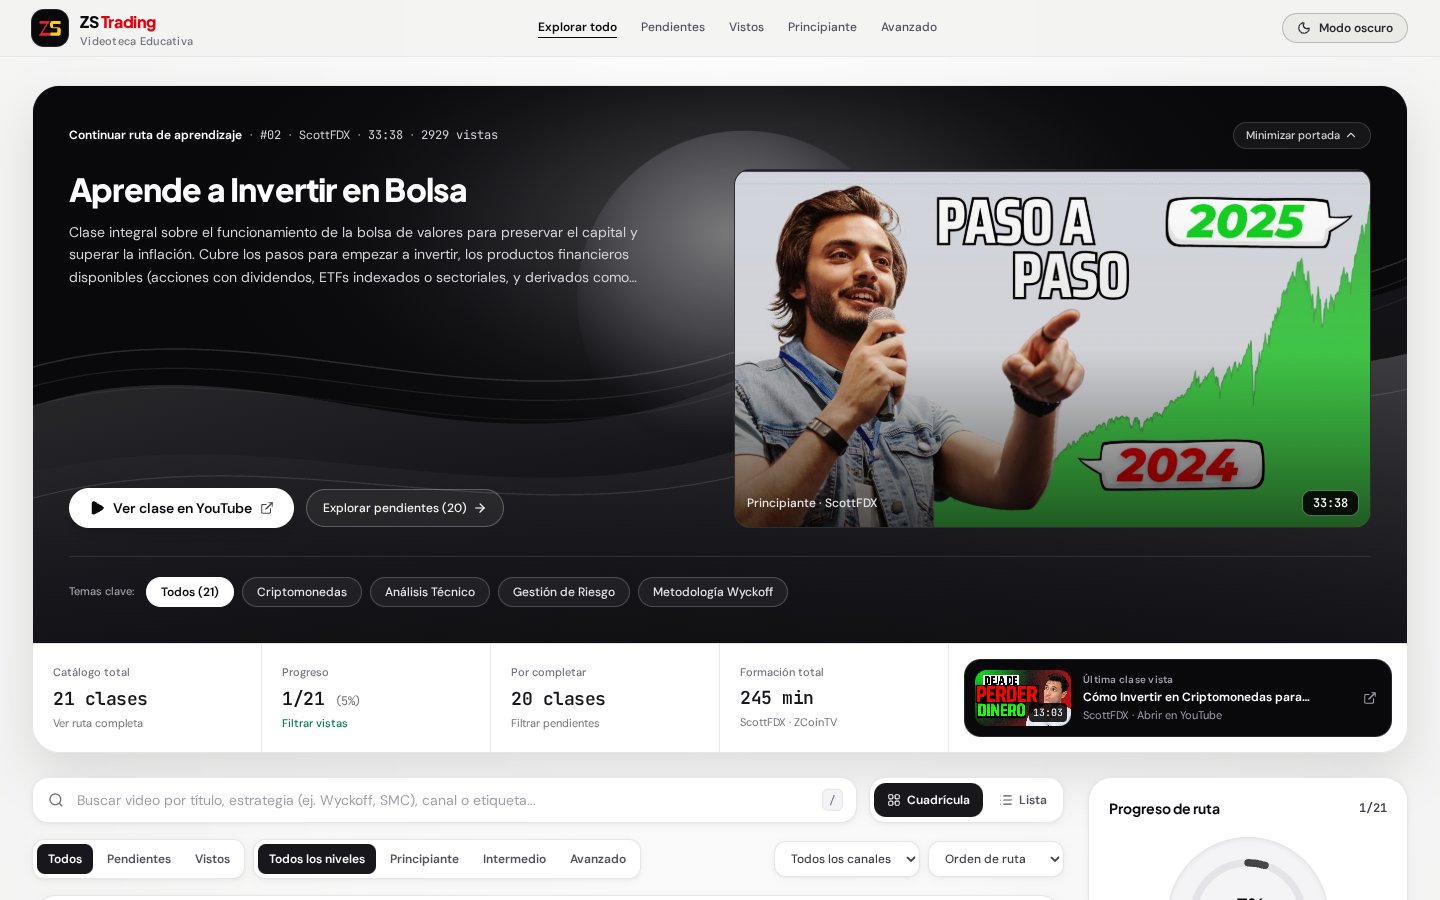 ZS
ZS Trading
Videoteca Educativa
Explorar todo
Pendientes
Vistos
Principiante
Avanzado
Modo oscuro
Continuar ruta de aprendizaje · #02 · ScottFDX · 33:38 · 2929 vistas
Minimizar portada
Aprende a Invertir en Bolsa
Clase integral sobre el funcionamiento de la bolsa de valores para preservar el capital y
superar la inflación. Cubre los pasos para empezar a invertir, los productos financieros
disponibles (acciones con dividendos, ETFs indexados o sectoriales, y derivados como...
PASO A
PASO
2025
2024
Principiante · ScottFDX
33:38
Ver clase en YouTube
Explorar pendientes (20)
Temas clave:
Todos (21)
Criptomonedas
Análisis Técnico
Gestión de Riesgo
Metodología Wyckoff
Catálogo total
21 clases
Ver ruta completa
Progreso
1/21 (5%)
Filtrar vistas
Por completar
20 clases
Filtrar pendientes
Formación total
245 min
ScottFDX · ZCoinTV
DEJA DE
PERDER
DINERO
13:03
Última clase vista
Cómo Invertir en Criptomonedas para...
ScottFDX · Abrir en YouTube
Buscar video por título, estrategia (ej. Wyckoff, SMC), canal o etiqueta...
/
Cuadrícula
Lista
Todos
Pendientes
Vistos
Todos los niveles
Principiante
Intermedio
Avanzado
Todos los canales
Orden de ruta
Progreso de ruta
1/21